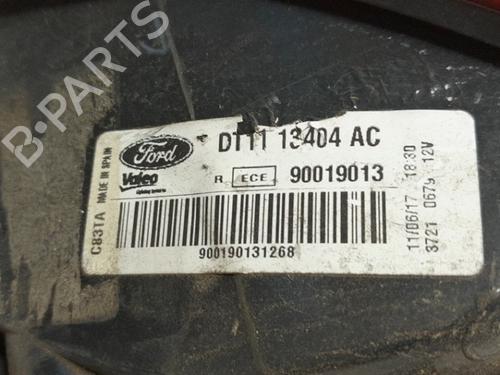 Ford
DT11 13404 AC
Valeo
R ECE 90019013
900190131268
C83TA MADE IN SPAIN
11/06/17 18:30
3721 0679 12V
B-PARTS